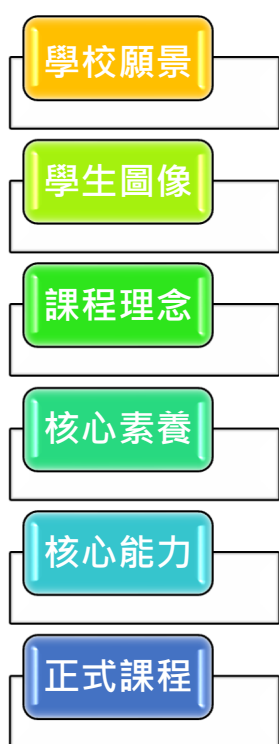 學校願景
學生圖像
課程理念
核心素養
核心能力
正式課程